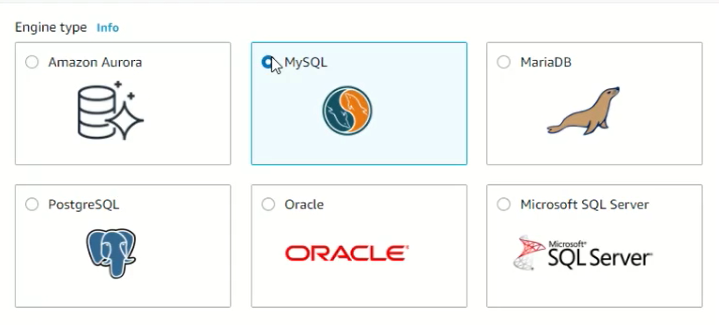 Engine type Info
Amazon Aurora
MySQL
MariaDB
PostgreSQL
Oracle
ORACLE
Microsoft SQL Server
Microsoft
SQL Server